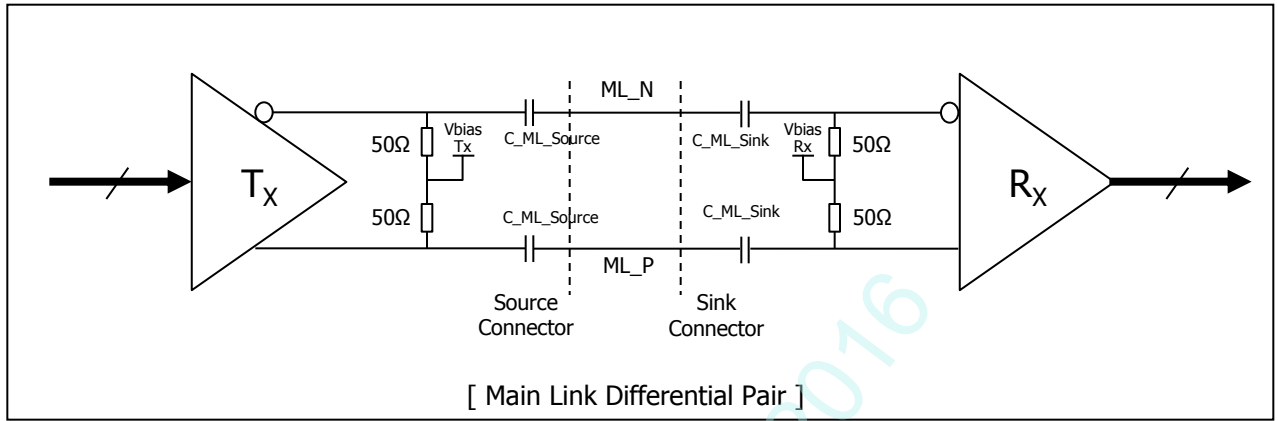 ML_N
Vbias
Tx
C_ML_Source
C_ML_Sink
Vbias
Rx
50Ω
50Ω
TX
RX
50Ω
C_ML_Source
C_ML_Sink
50Ω
ML_P
Source
Connector
Sink
Connector
[ Main Link Differential Pair ]
2016